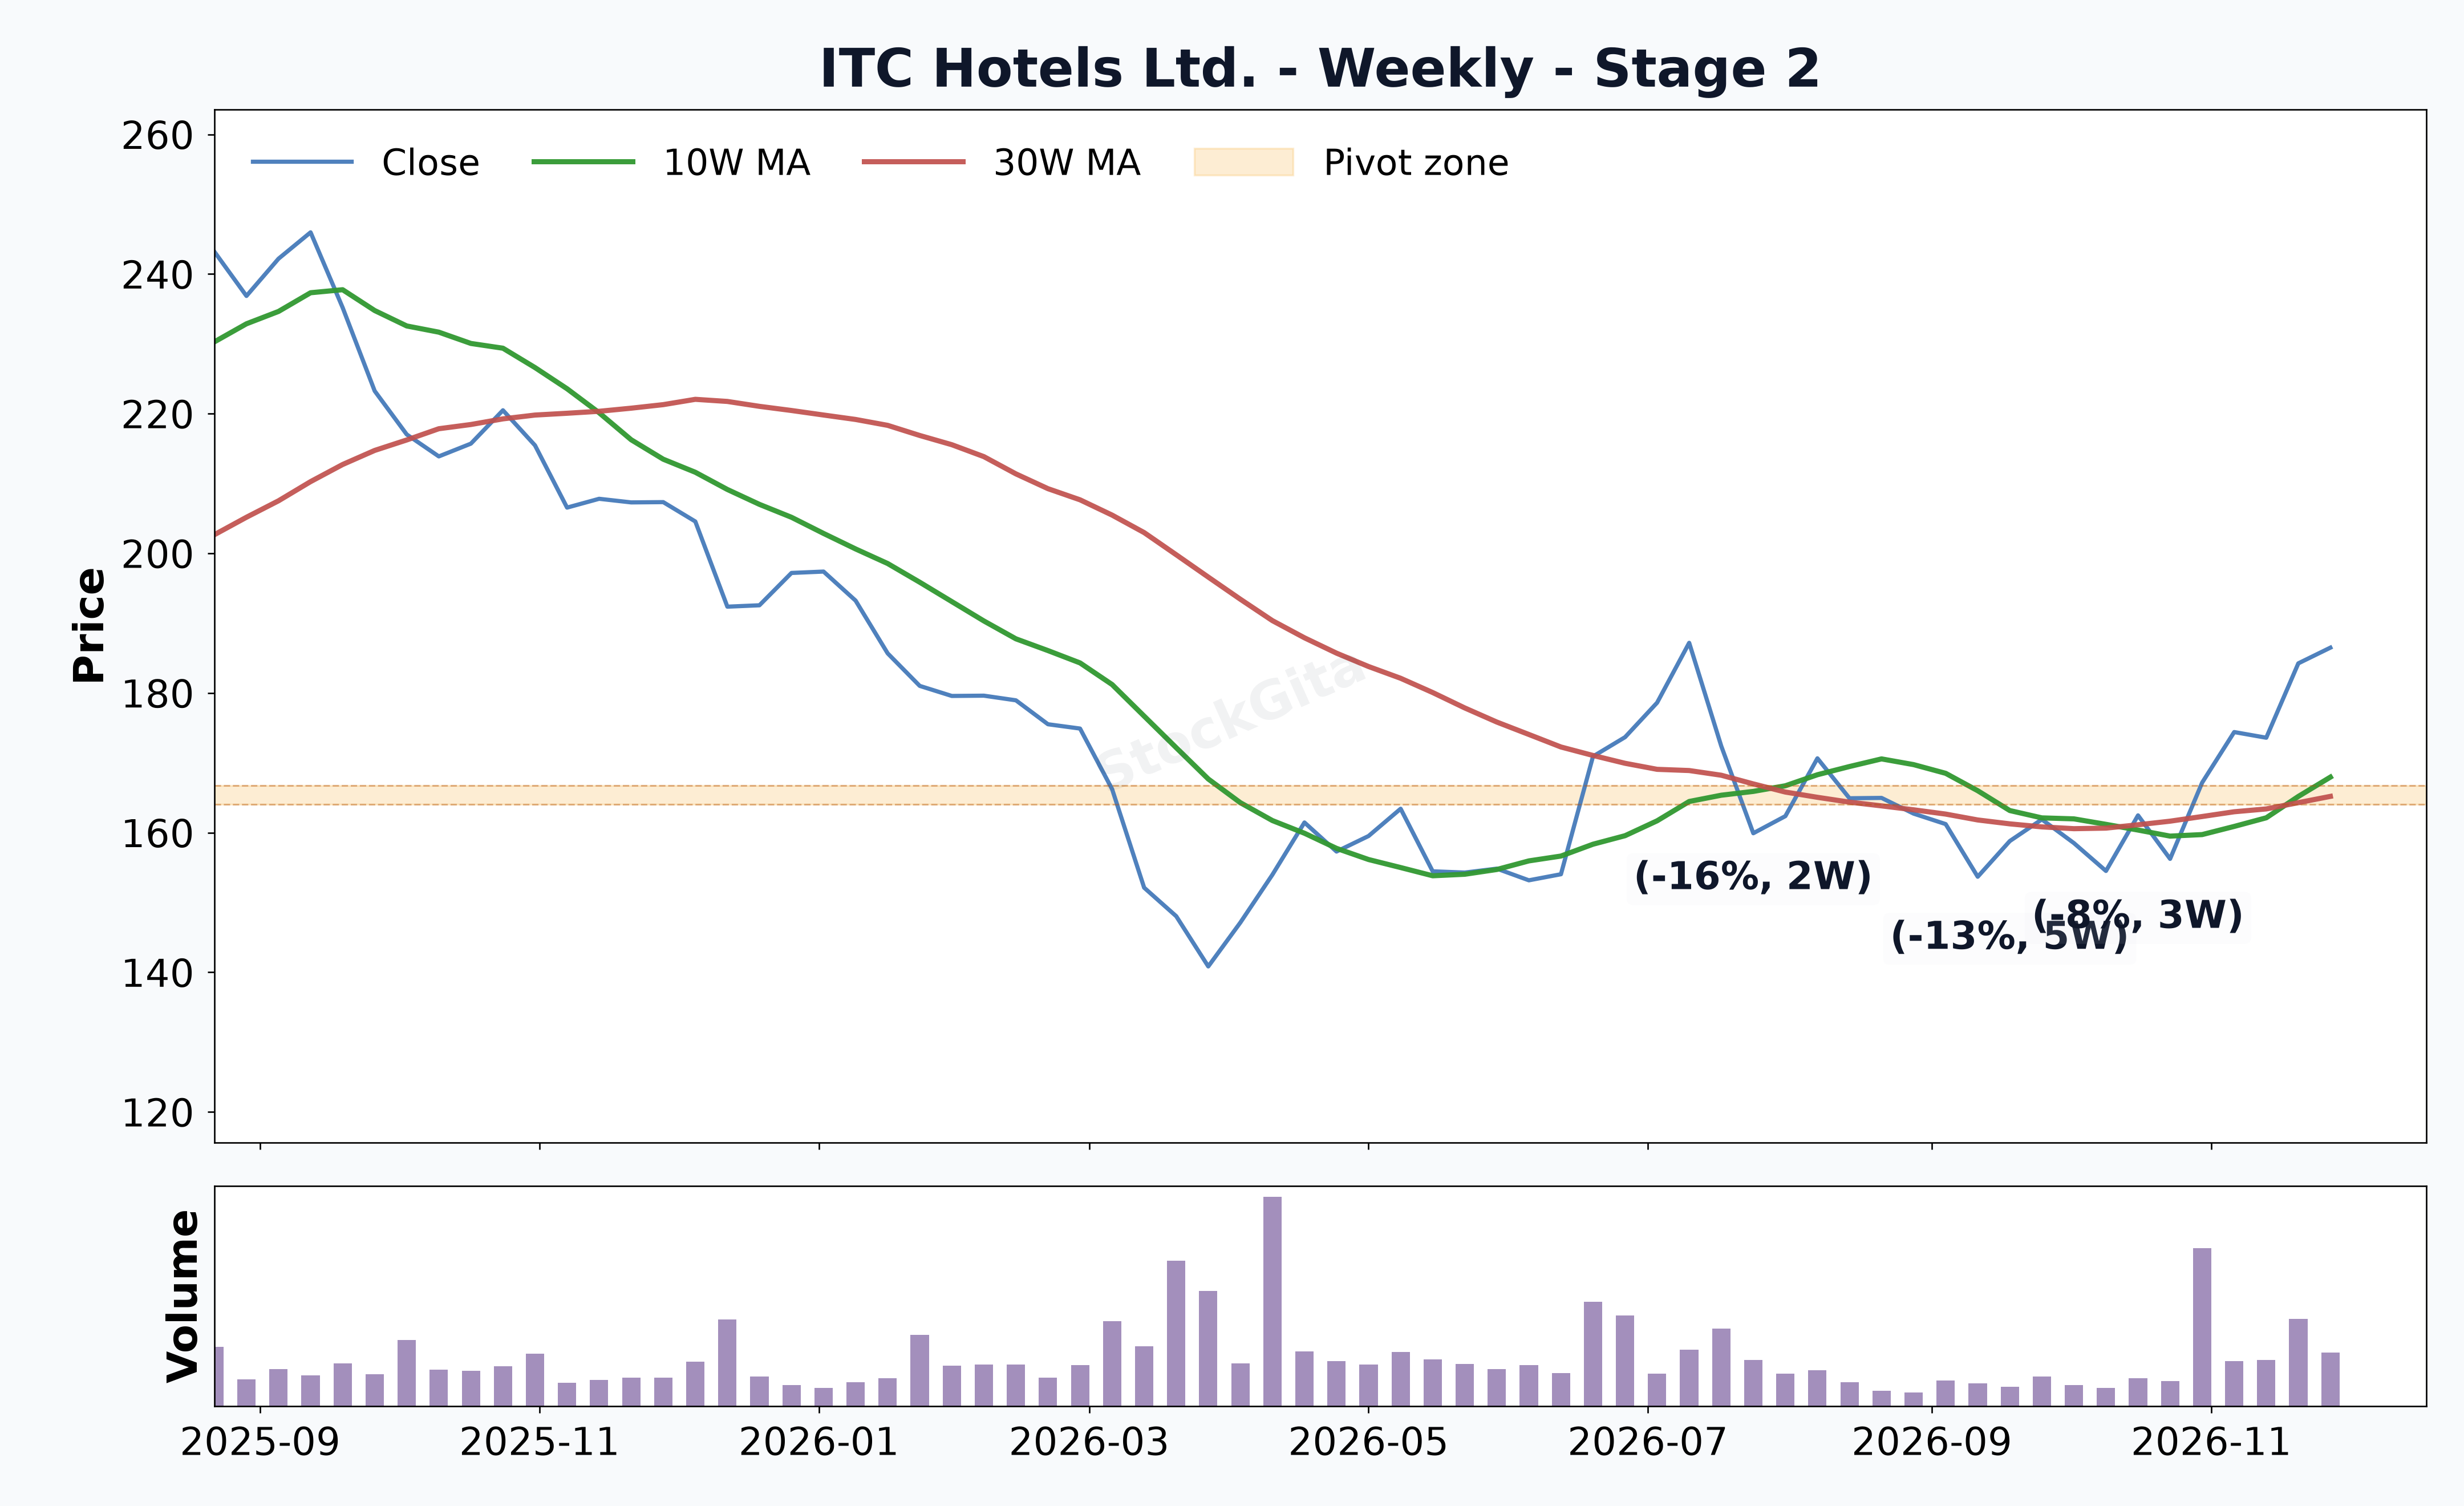 ITC Hotels Ltd. - Weekly - Stage 2
Close
10W MA
30W MA
Pivot zone
260
240
220
200
180
160
140
120
Price
StockGita
(-16%, 2W)
(-8%, 3W)
(-13%, 5W)
Volume
2025-09
2025-11
2026-01
2026-03
2026-05
2026-07
2026-09
2026-11